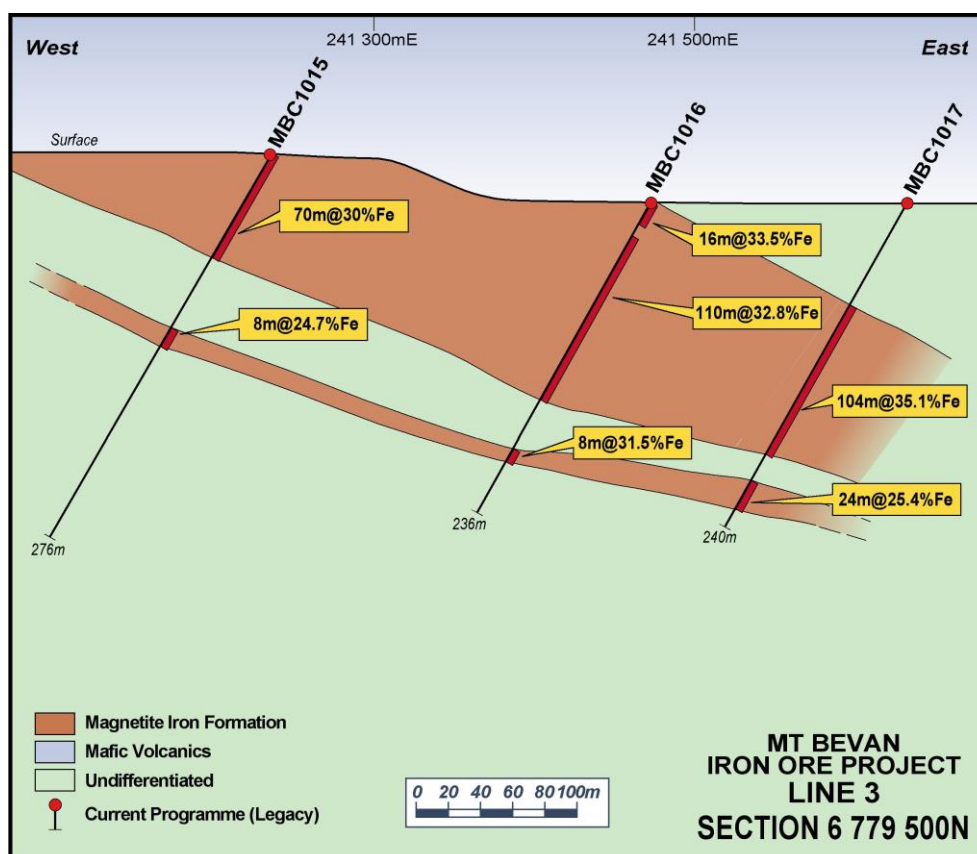 241 300mE
241 500mE
West
East
Surface
MBC1015
MBC1016
MBC1017
70m@30%Fe
16m@33.5%Fe
110m@32.8%Fe
8m@24.7%Fe
104m@35.1%Fe
8m@31.5%Fe
24m@25.4%Fe
276m
236m
240m
Magnetite Iron Formation
Mafic Volcanics
Undifferentiated
Current Programme (Legacy)
0 20 40 60 80 100m
MT BEVAN
IRON ORE PROJECT
LINE 3
SECTION 6 779 500N